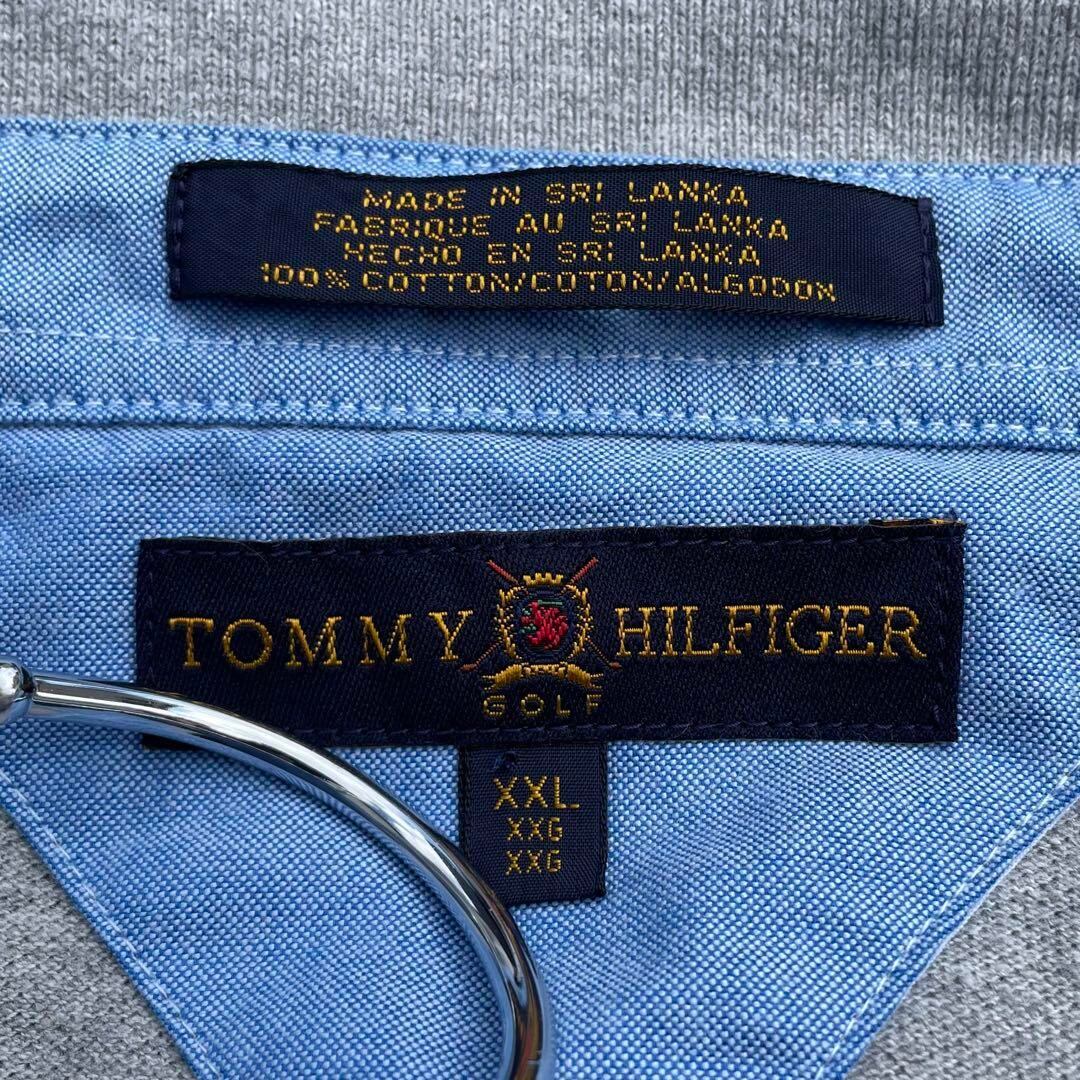 MADE IN SRI LANKA
FABRIQUE AU SRI LANKA
HECHO EN SRI LANKA
100% COTTON/COTON/ALGODON
TOMMY HILFIGER
GOLF
XXL
XXG
XXG